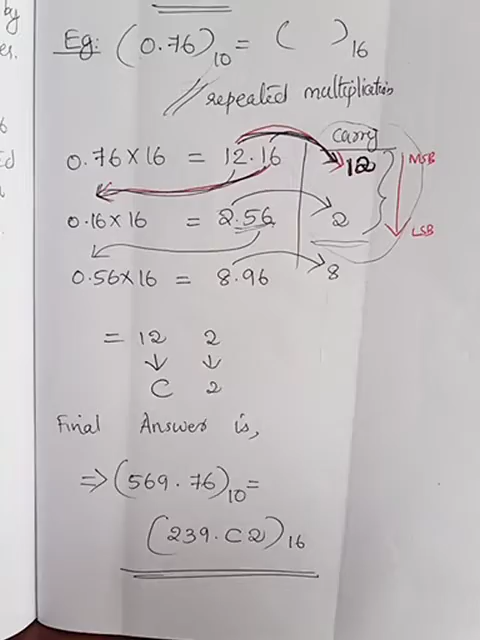 by
es.
Eg: (0.76)10 = ( )16
// repeated multiplication
Carry
0.76 X 16 = 12.16 12 MSB
0.16 X 16 = 2.56 2 LSB
0.56 X 16 = 8.96 8
= 12 2
↓ ↓
C 2
Final Answer is,
⇒ (569.76)10 =
(239.C2)16